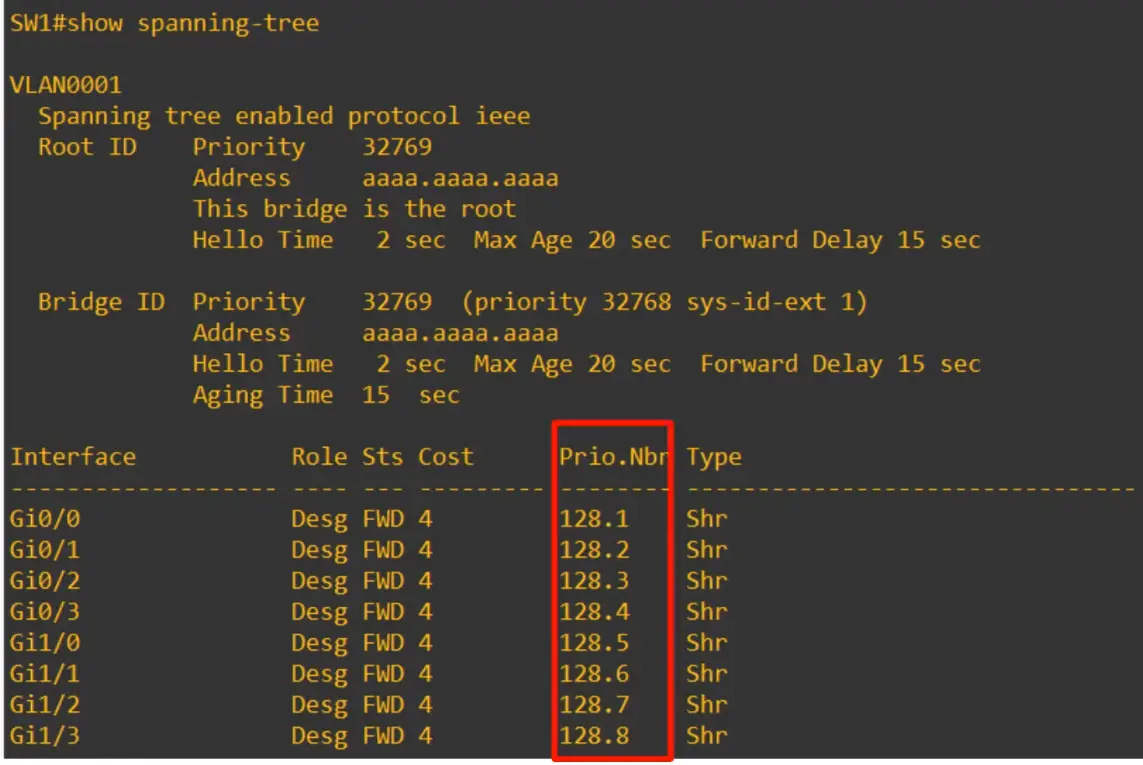 SW1#show spanning-tree
VLAN0001
  Spanning tree enabled protocol ieee
  Root ID    Priority    32769
             Address     aaaa.aaaa.aaaa
             This bridge is the root
             Hello Time   2 sec  Max Age 20 sec  Forward Delay 15 sec
  Bridge ID  Priority    32769  (priority 32768 sys-id-ext 1)
             Address     aaaa.aaaa.aaaa
             Hello Time   2 sec  Max Age 20 sec  Forward Delay 15 sec
             Aging Time  15  sec
Interface           Role Sts Cost      Prio.Nbr Type
------------------- ---- --- --------- -------- --------------------------------
Gi0/0               Desg FWD 4         128.1    Shr
Gi0/1               Desg FWD 4         128.2    Shr
Gi0/2               Desg FWD 4         128.3    Shr
Gi0/3               Desg FWD 4         128.4    Shr
Gi1/0               Desg FWD 4         128.5    Shr
Gi1/1               Desg FWD 4         128.6    Shr
Gi1/2               Desg FWD 4         128.7    Shr
Gi1/3               Desg FWD 4         128.8    Shr